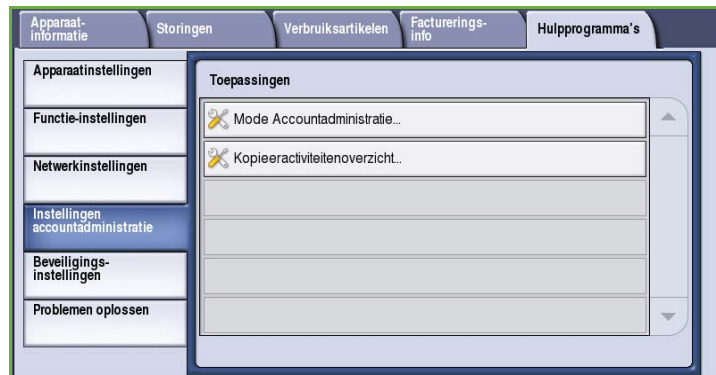 Apparaat-
informatie
Storingen
Verbruiksartikelen
Facturerings-
info
Hulpprogramma's
Apparaatinstellingen
Functie-instellingen
Netwerkinstellingen
Instellingen
accountadministratie
Beveiligings-
instellingen
Problemen oplossen
Toepassingen
Mode Accountadministratie...
Kopieeractiviteitenoverzicht...